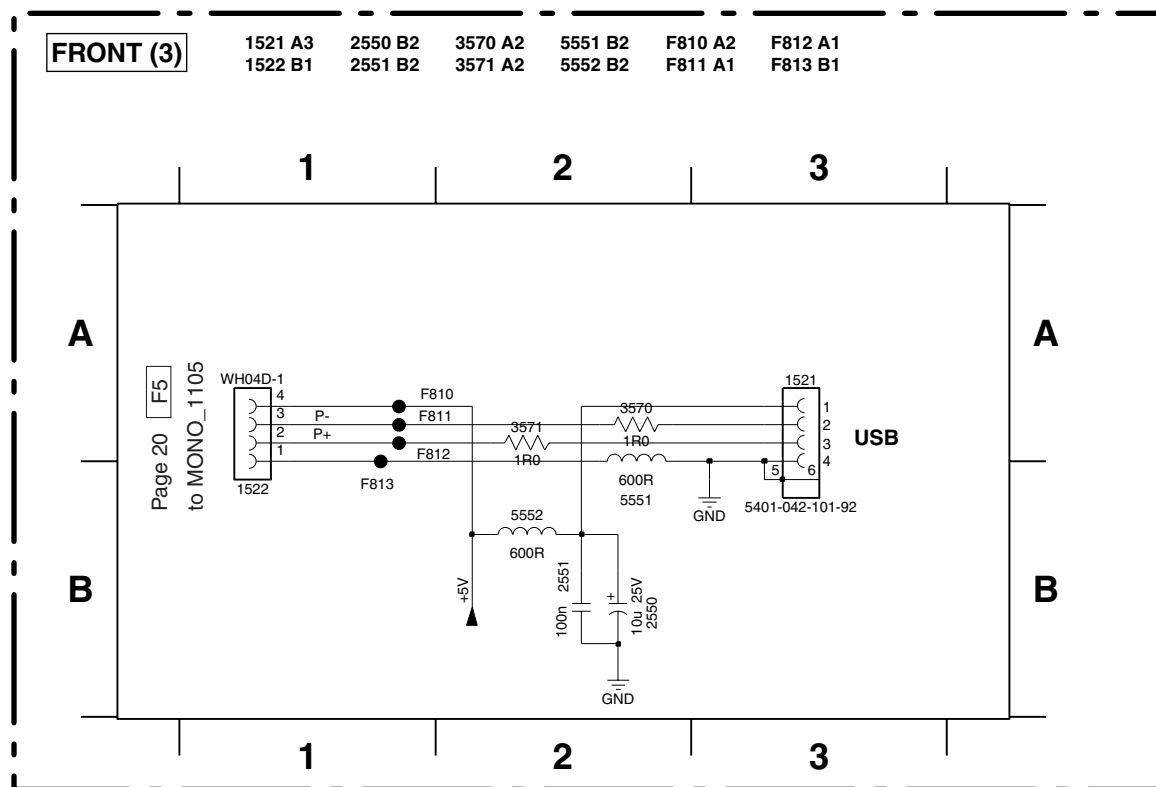 FRONT (3)
1521 A3 2550 B2 3570 A2 5551 B2 F810 A2 F812 A1
1522 B1 2551 B2 3571 A2 5552 B2 F811 A1 F813 B1
1 2 3
A
A
Page 20 F5
to MONO_1105
WH04D-1
4
3
2
1
1522
P-
P+
F810
F811
F812
F813
3571
1R0
3570
1R0
600R
5551
GND
1521
1
2
3
4
5 6
USB
5401-042-101-92
B
B
5552
600R
+5V
100n 2551
+
10u 25V
2550
GND
1 2 3